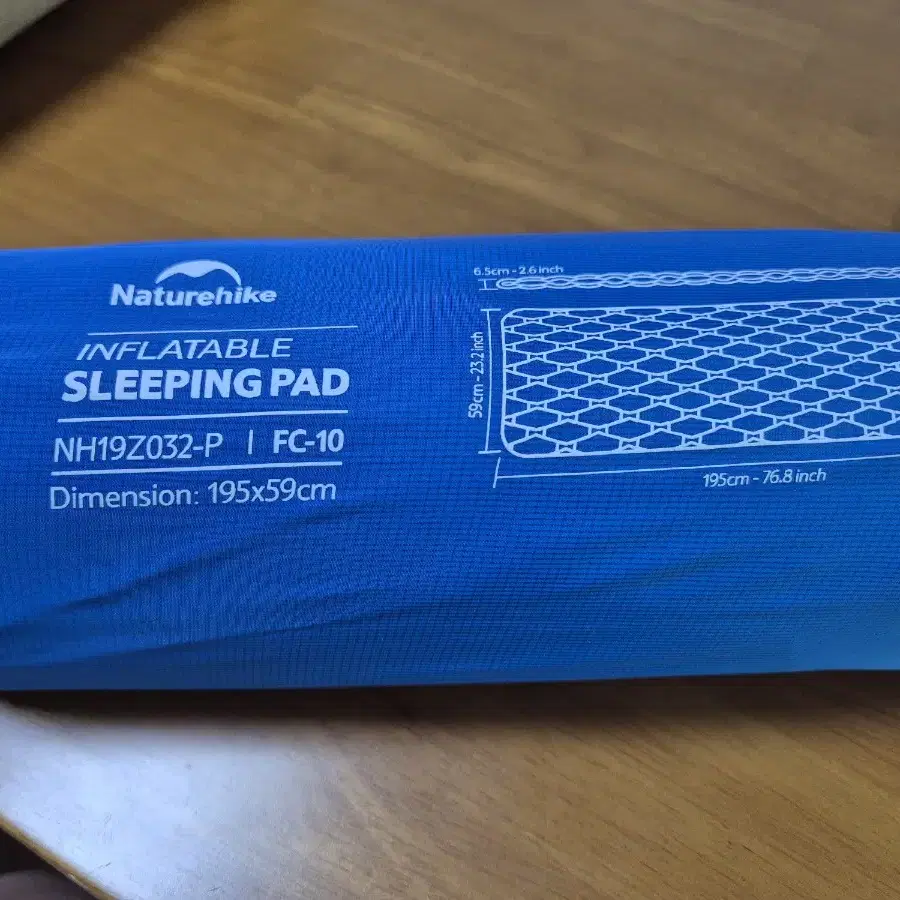 Naturehike
INFLATABLE
SLEEPING PAD
NH19Z032-P | FC-10
Dimension: 195x59cm
6.5cm - 2.6 inch
59cm - 23.2 inch
195cm - 76.8 inch